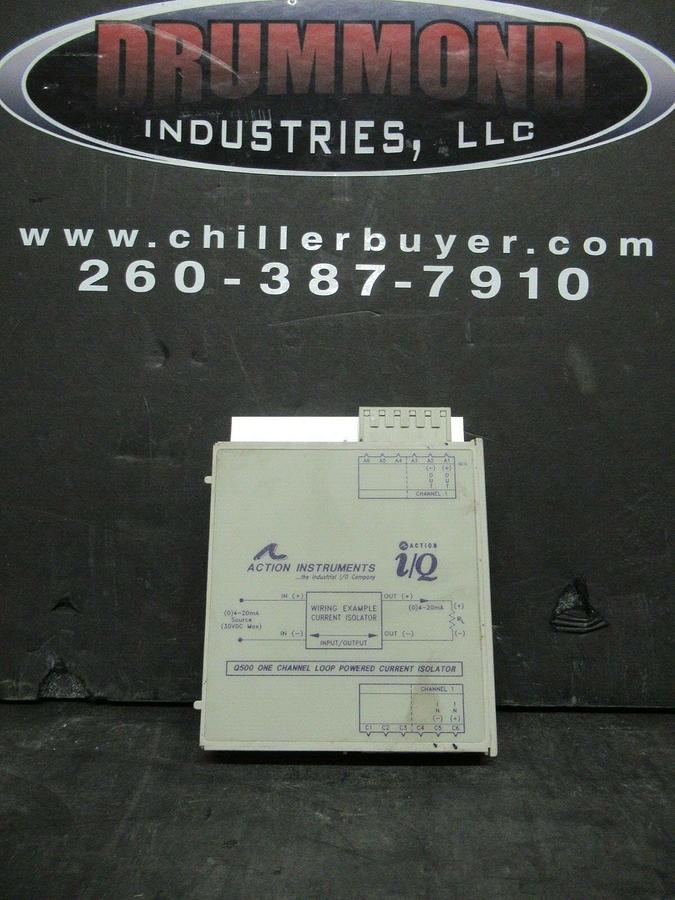 DRUMMOND
INDUSTRIES, LLC
www.chillerbuyer.com
260-387-7910
A6 A5 A4 A3 A2 A1
(-) (+)
OUT OUT
CHANNEL 1
ACTION INSTRUMENTS
...the Industrial I/O Company
ACTION
i/Q
IN (+)
OUT (+)
(0)4-20mA
Source
(30VDC Max)
WIRING EXAMPLE
CURRENT ISOLATOR
(0)4-20mA
(+)
RL
(-)
IN (-)
OUT (-)
INPUT/OUTPUT
Q500 ONE CHANNEL LOOP POWERED CURRENT ISOLATOR
CHANNEL 1
IN IN
(-) (+)
C1 C2 C3 C4 C5 C6